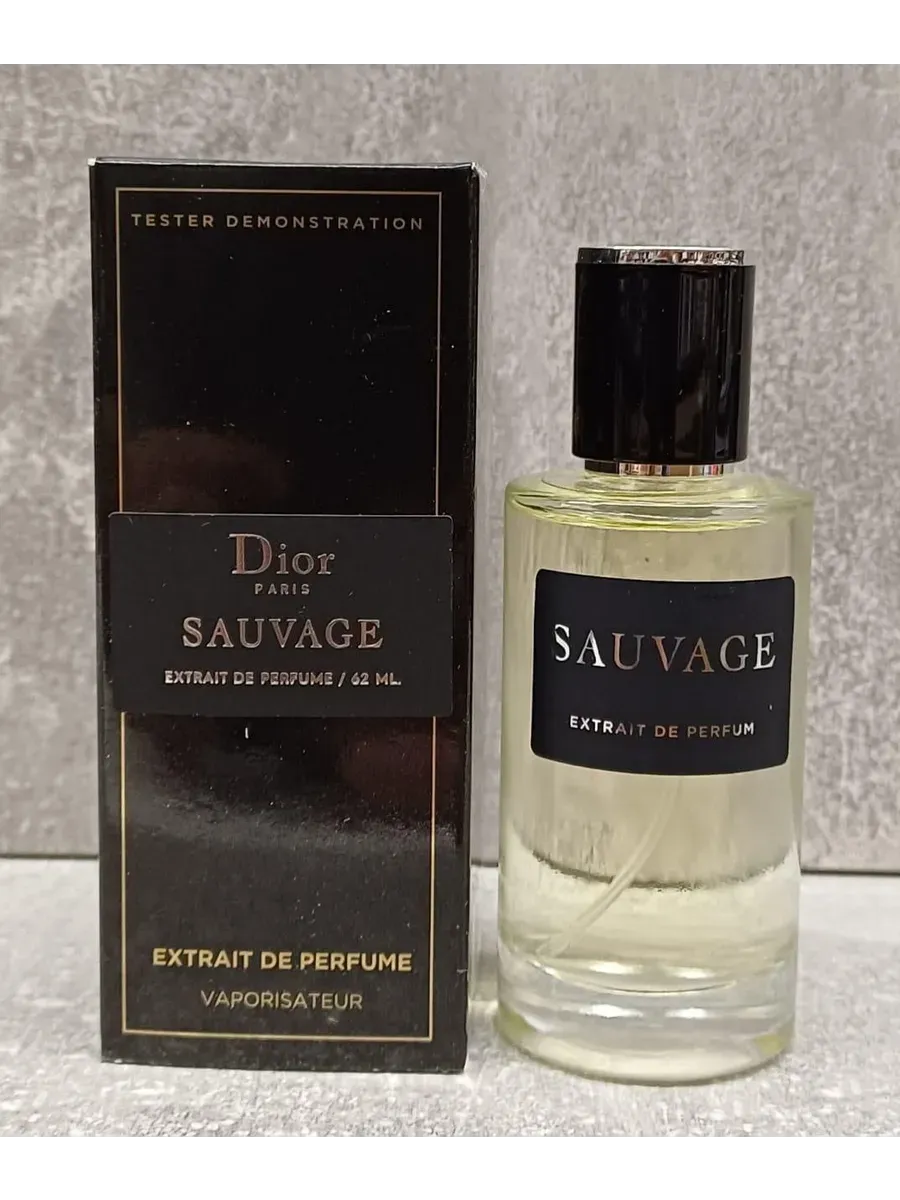 TESTER DEMONSTRATION
Dior
PARIS
SAUVAGE
EXTRAIT DE PERFUME / 62 ML.
EXTRAIT DE PERFUME
VAPORISATEUR
SAUVAGE
EXTRAIT DE PERFUM